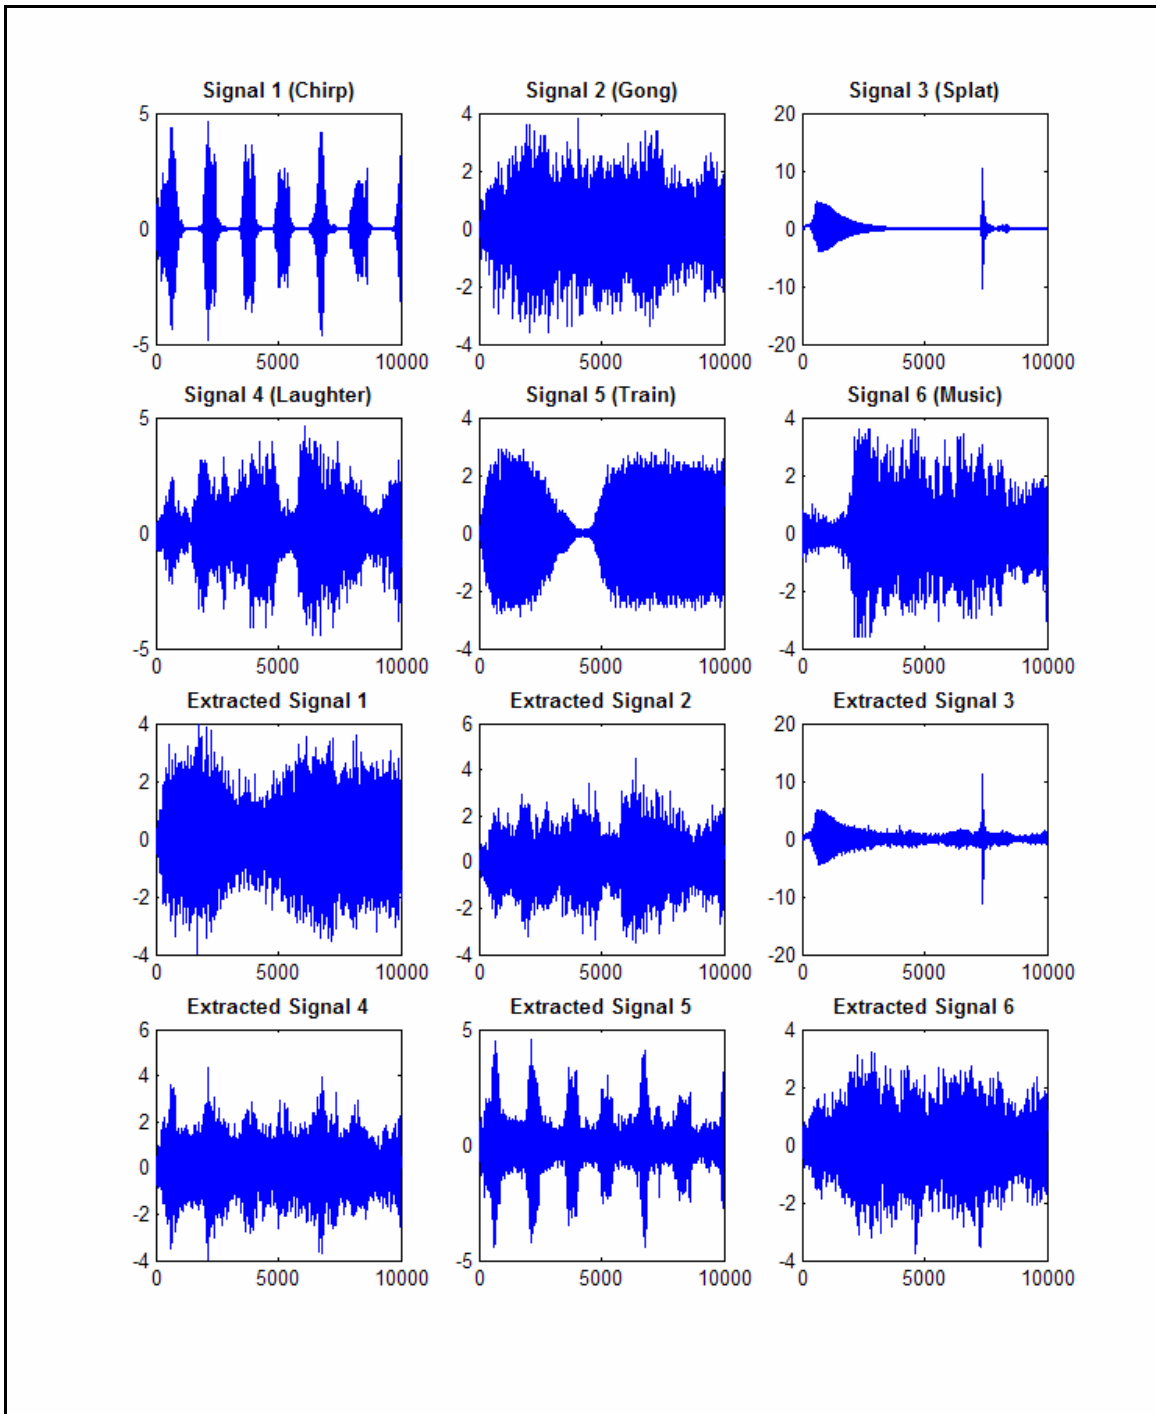 Signal 1 (Chirp) Signal 2 (Gong) Signal 3 (Splat)
5 4 20
2 10
0 0 0
-2 -10
-5 -4 -20
0 5000 10000 0 5000 10000 0 5000 10000
Signal 4 (Laughter) Signal 5 (Train) Signal 6 (Music)
5 4 4
2 2
0 0 0
-2 -2
-5 -4 -4
0 5000 10000 0 5000 10000 0 5000 10000
Extracted Signal 1 Extracted Signal 2 Extracted Signal 3
4 6 20
2 4 10
0 2 0
-2 0 -10
-4 -2 -20
-4
0 5000 10000 0 5000 10000 0 5000 10000
Extracted Signal 4 Extracted Signal 5 Extracted Signal 6
6 5 4
4 2
2 0 0
0 -2
-2 -5 -4
-4
0 5000 10000 0 5000 10000 0 5000 10000